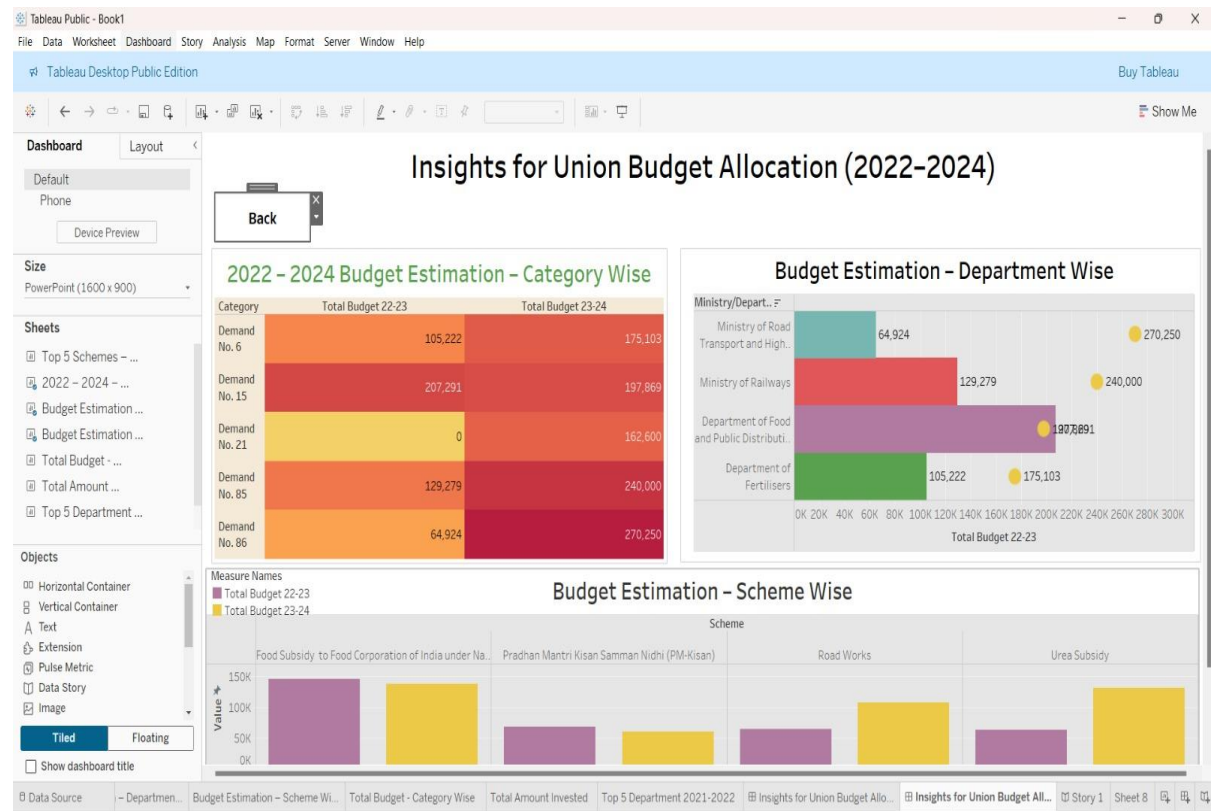 Tableau Public - Book1
File Data Worksheet Dashboard Story Analysis Map Format Server Window Help
Tableau Desktop Public Edition
Buy Tableau
Show Me
Dashboard Layout
Default
Phone
Device Preview
Size
PowerPoint (1600 x 900)
Sheets
Top 5 Schemes – ...
2022 – 2024 – ...
Budget Estimation ...
Budget Estimation ...
Total Budget - ...
Total Amount ...
Top 5 Department ...
Objects
Horizontal Container
Vertical Container
Text
Extension
Pulse Metric
Data Story
Image
Tiled Floating
Show dashboard title
Insights for Union Budget Allocation (2022–2024)
Back
2022 – 2024 Budget Estimation – Category Wise
Category Total Budget 22-23 Total Budget 23-24
Demand
No. 6 105,222 175,103
Demand
No. 15 207,291 197,869
Demand
No. 21 0 162,600
Demand
No. 85 129,279 240,000
Demand
No. 86 64,924 270,250
Budget Estimation – Department Wise
Ministry/Depart..
Ministry of Road
Transport and High..
64,924 270,250
Ministry of Railways 129,279 240,000
Department of Food
and Public Distributi..
Department of
Fertilisers
105,222 175,103
0K 20K 40K 60K 80K 100K 120K 140K 160K 180K 200K 220K 240K 260K 280K 300K
Total Budget 22-23
Measure Names
Total Budget 22-23
Total Budget 23-24
Budget Estimation – Scheme Wise
Scheme
Food Subsidy to Food Corporation of India under Na.. Pradhan Mantri Kisan Samman Nidhi (PM-Kisan) Road Works Urea Subsidy
Value
150K
100K
50K
0K
Data Source – Departmen... Budget Estimation – Scheme Wi... Total Budget - Category Wise Total Amount Invested Top 5 Department 2021-2022 Insights for Union Budget Allo... Insights for Union Budget All... Story 1 Sheet 8